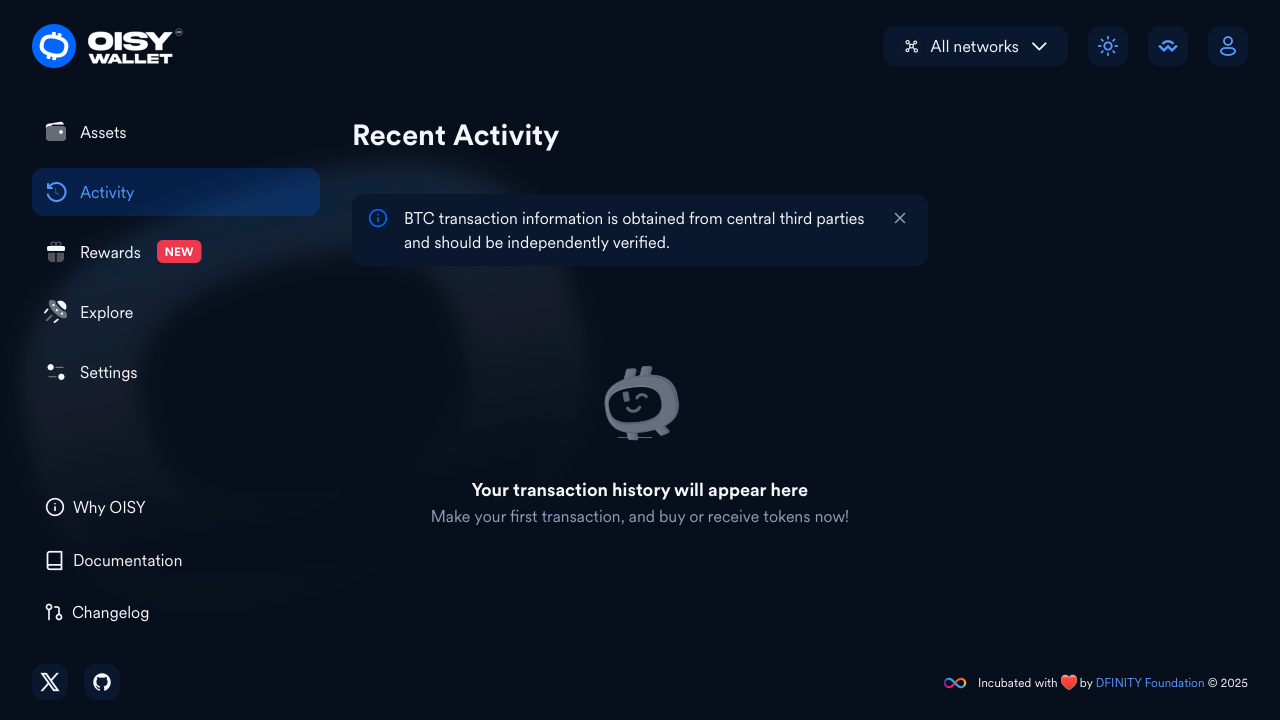 OISY
WALLET
All networks
Assets
Activity
Rewards NEW
Explore
Settings
Why OISY
Documentation
Changelog
Recent Activity
BTC transaction information is obtained from central third parties
and should be independently verified.
Your transaction history will appear here
Make your first transaction, and buy or receive tokens now!
Incubated with ❤️ by DFINITY Foundation © 2025